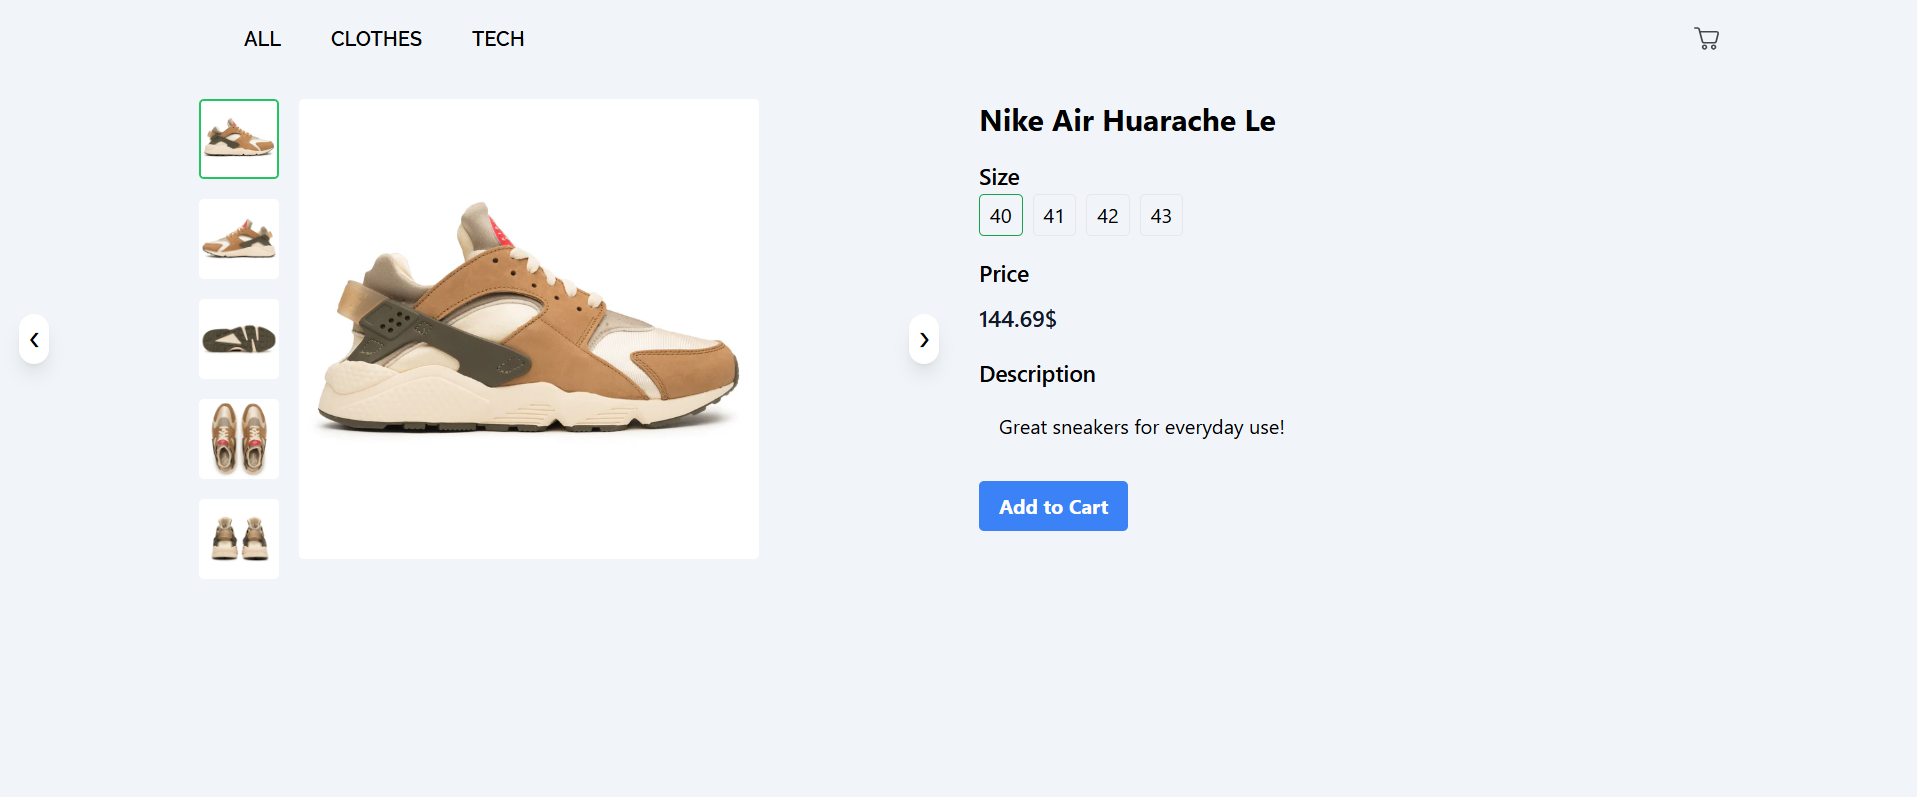 ALL CLOTHES TECH
Nike Air Huarache Le
Size
40 41 42 43
Price
144.69$
Description
Great sneakers for everyday use!
Add to Cart